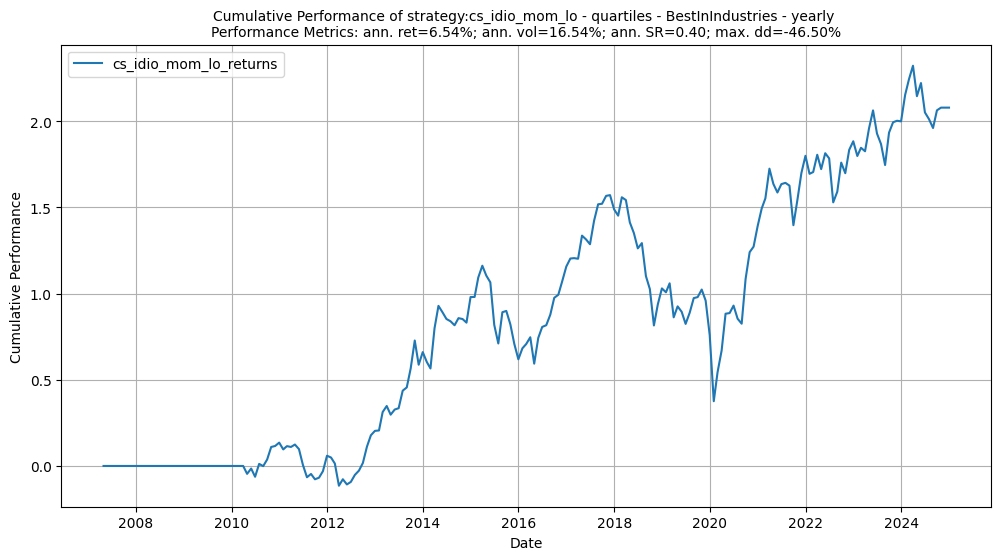 Cumulative Performance of strategy:cs_idio_mom_lo - quartiles - BestInIndustries - yearly
Performance Metrics: ann. ret=6.54%; ann. vol=16.54%; ann. SR=0.40; max. dd=-46.50%
cs_idio_mom_lo_returns
Cumulative Performance
2.0
1.5
1.0
0.5
0.0
2008
2010
2012
2014
2016
2018
2020
2022
2024
Date